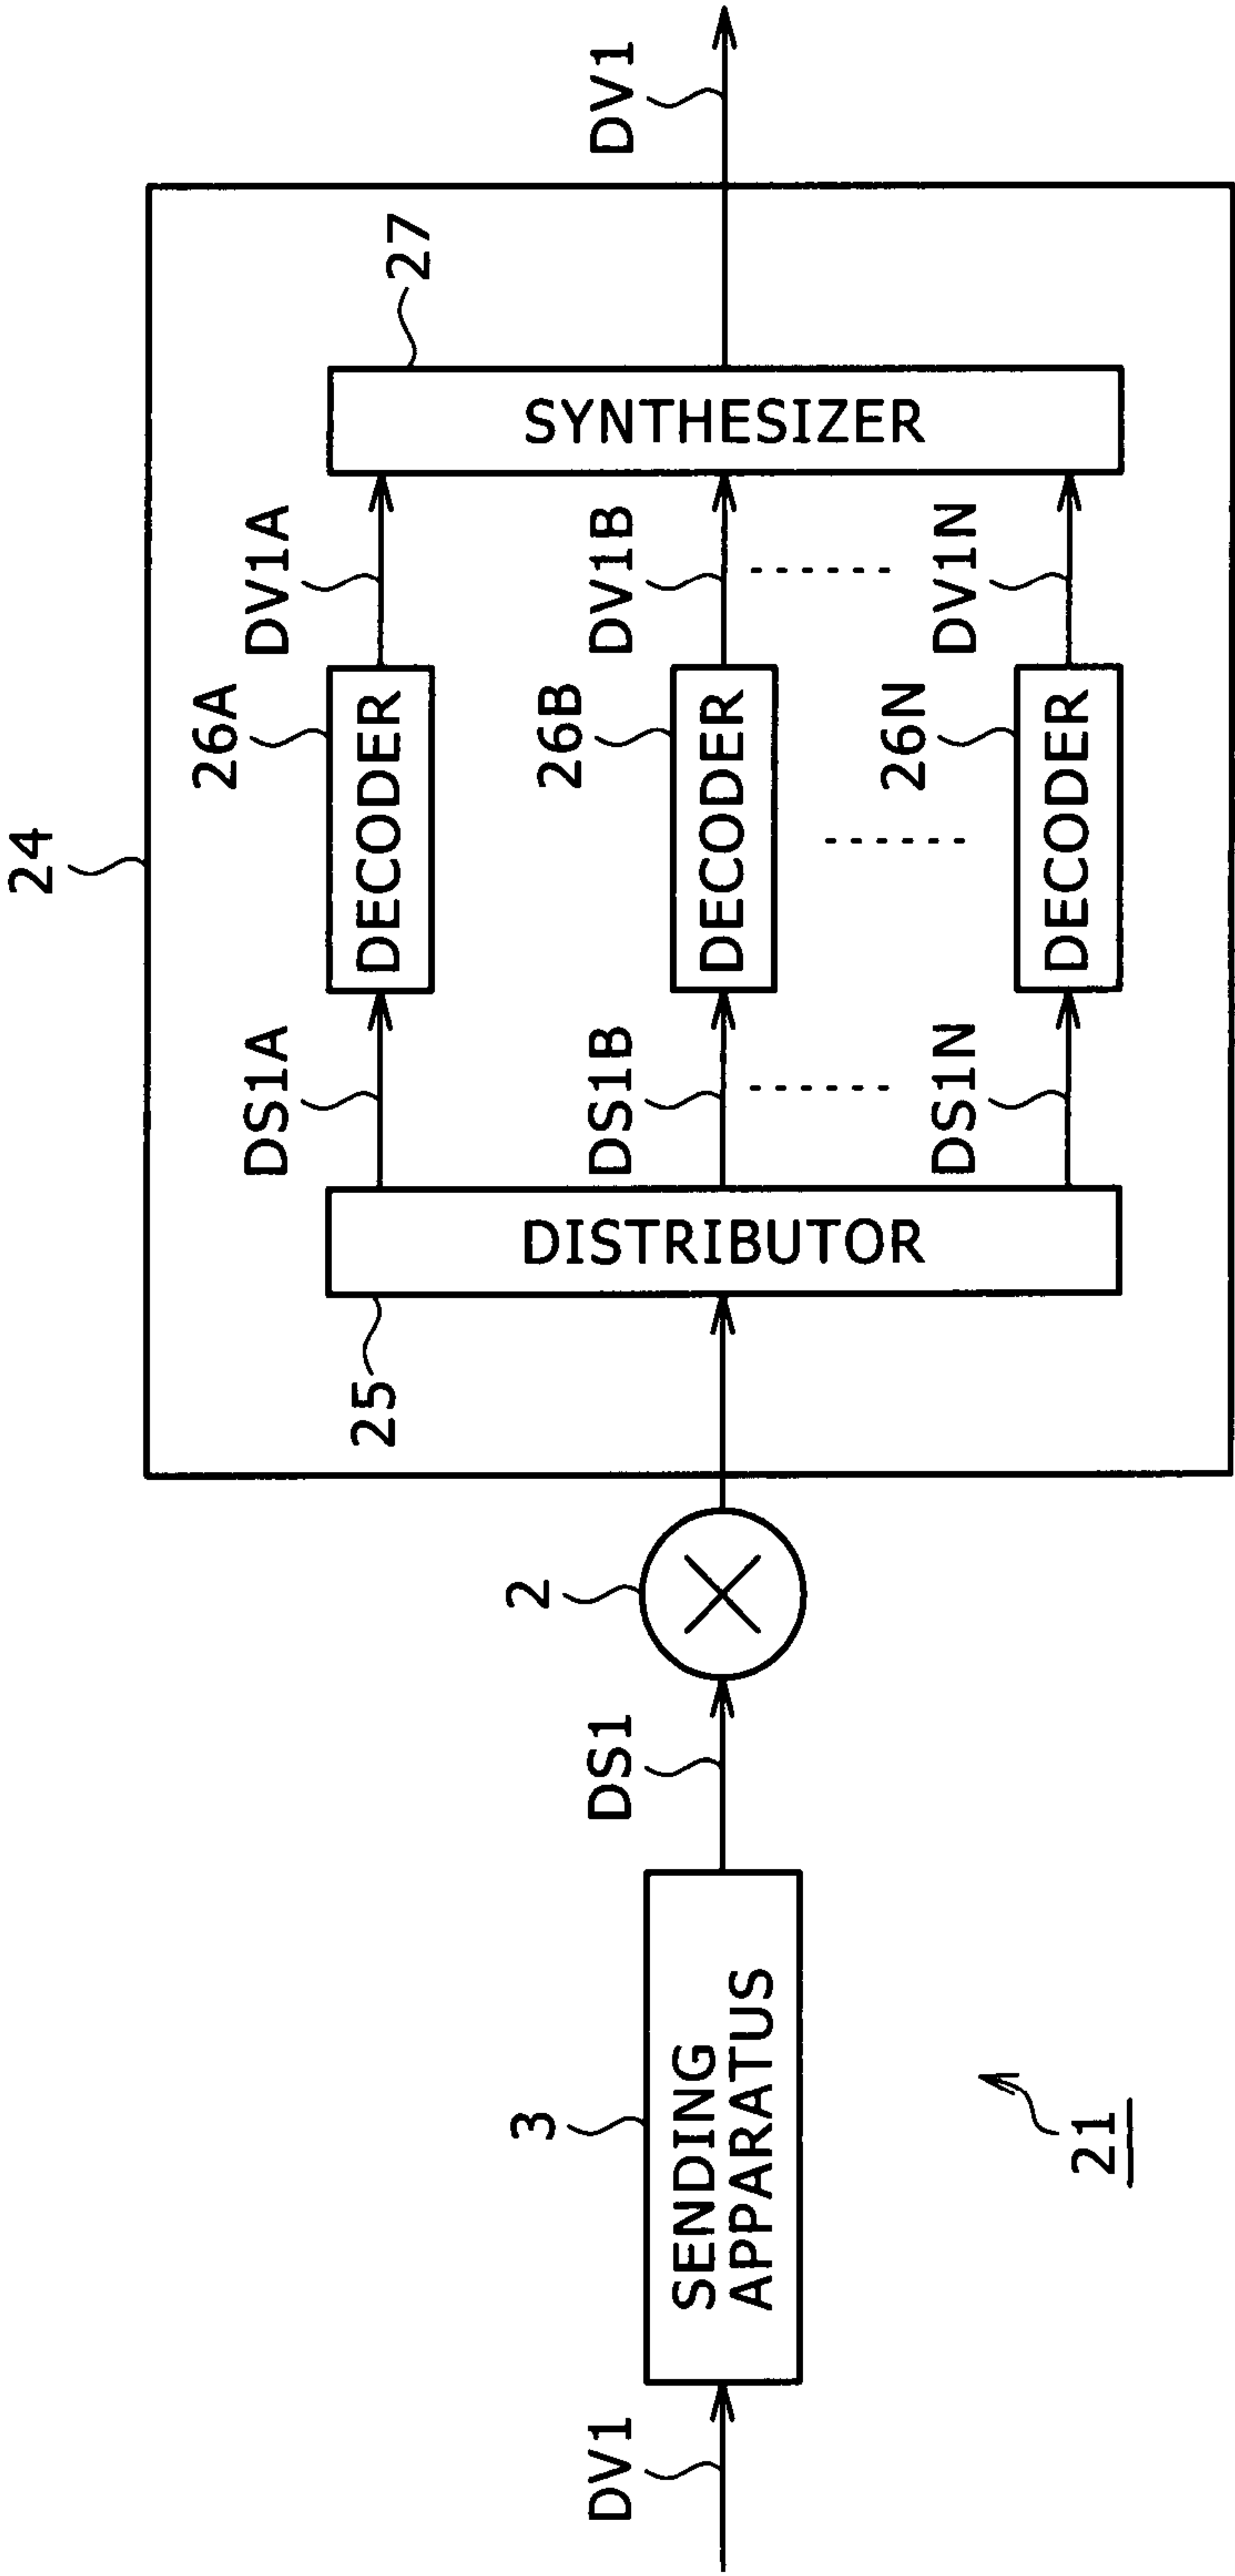 24
DV1
3
SENDING
APPARATUS
DS1
2
25
DISTRIBUTOR
DS1A
DS1B
DS1N
26A
DECODER
26B
DECODER
26N
DECODER
DV1A
DV1B
DV1N
27
SYNTHESIZER
DV1
21